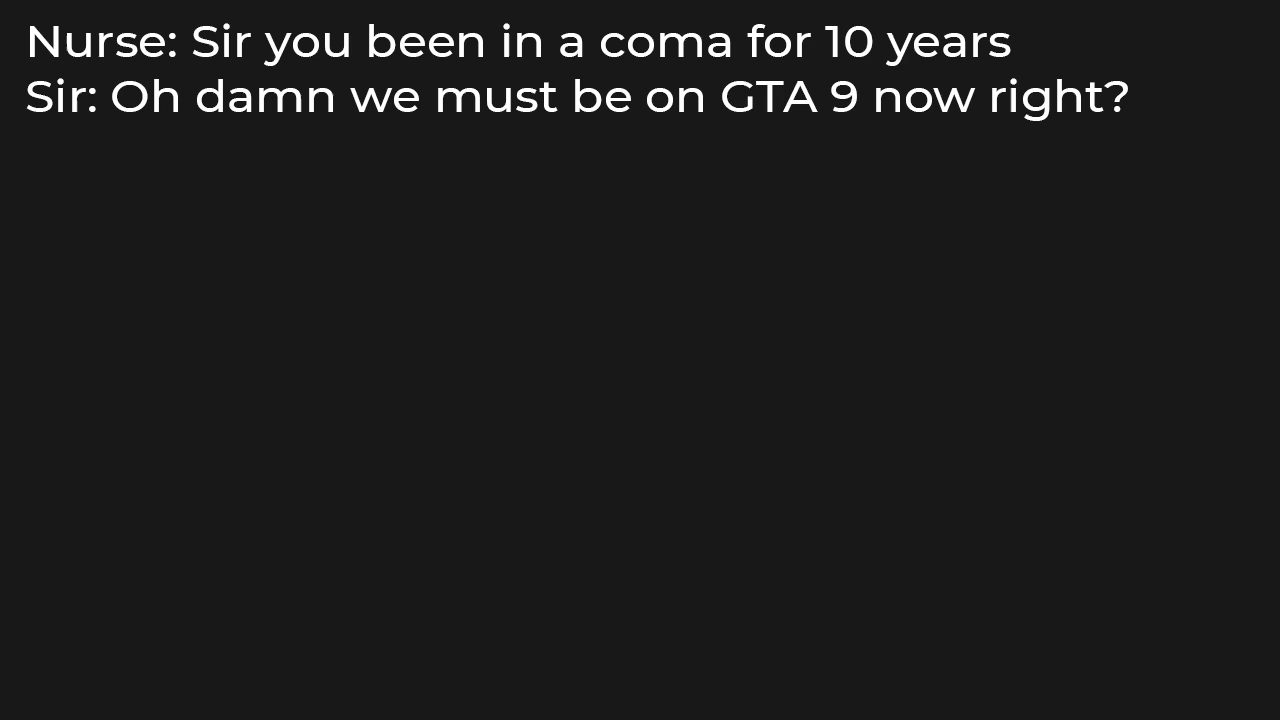 Nurse: Sir you been in a coma for 10 years
Sir: Oh damn we must be on GTA 9 now right?